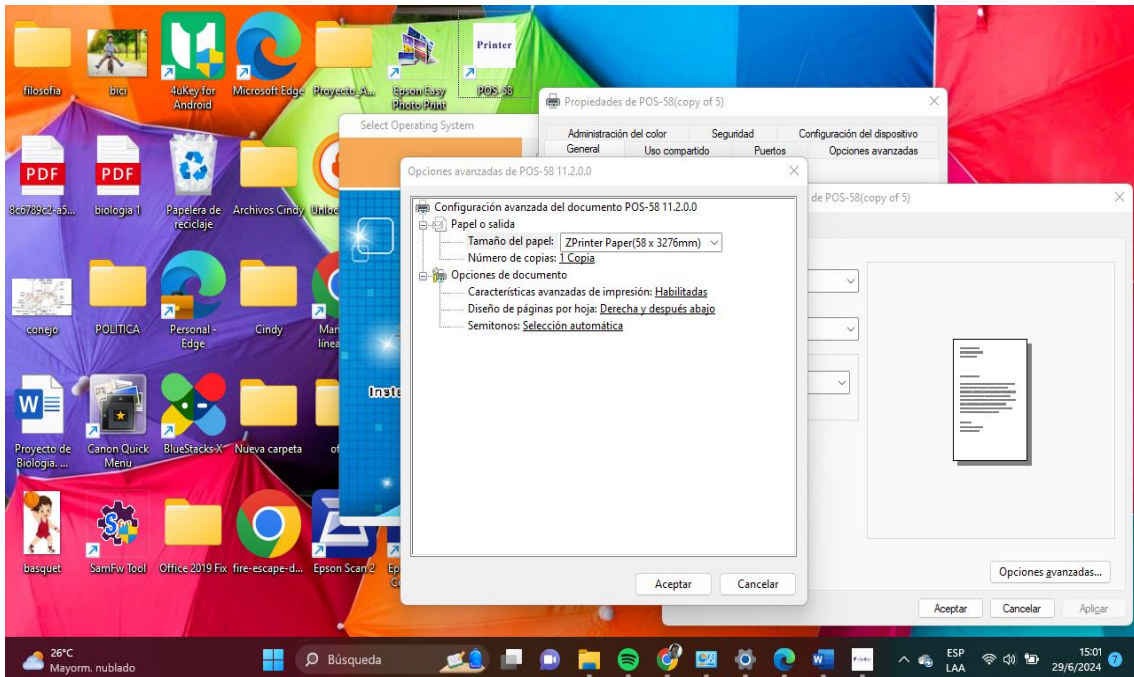 filosofia
bici
4uKey for
Android
Microsoft Edge
Proyecto_A...
Epson Easy
Photo Print
Printer
POS-58
PDF
8c6789c2-a5...
PDF
biologia 1
Papelera de
reciclaje
Archivos Cindy
conejo
POLITICA
Personal -
Edge
Cindy
Proyecto de
Biologia. ...
Canon Quick
Menu
BlueStacks X
Nueva carpeta
basquet
SamFw Tool
Office 2019 Fix
fire-escape-d...
Epson Scan 2
Select Operating System
Propiedades de POS-58(copy of 5)
Administración del color
Seguridad
Configuración del dispositivo
General
Uso compartido
Puertos
Opciones avanzadas
de POS-58(copy of 5)
Opciones avanzadas de POS-58 11.2.0.0
Configuración avanzada del documento POS-58 11.2.0.0
Papel o salida
Tamaño del papel: ZPrinter Paper(58 x 3276mm)
Número de copias: 1 Copia
Opciones de documento
Características avanzadas de impresión: Habilitadas
Diseño de páginas por hoja: Derecha y después abajo
Semitonos: Selección automática
Aceptar
Cancelar
Opciones avanzadas...
Aceptar
Cancelar
Aplicar
26°C
Mayorm. nublado
Búsqueda
ESP
LAA
15:01
29/6/2024
7